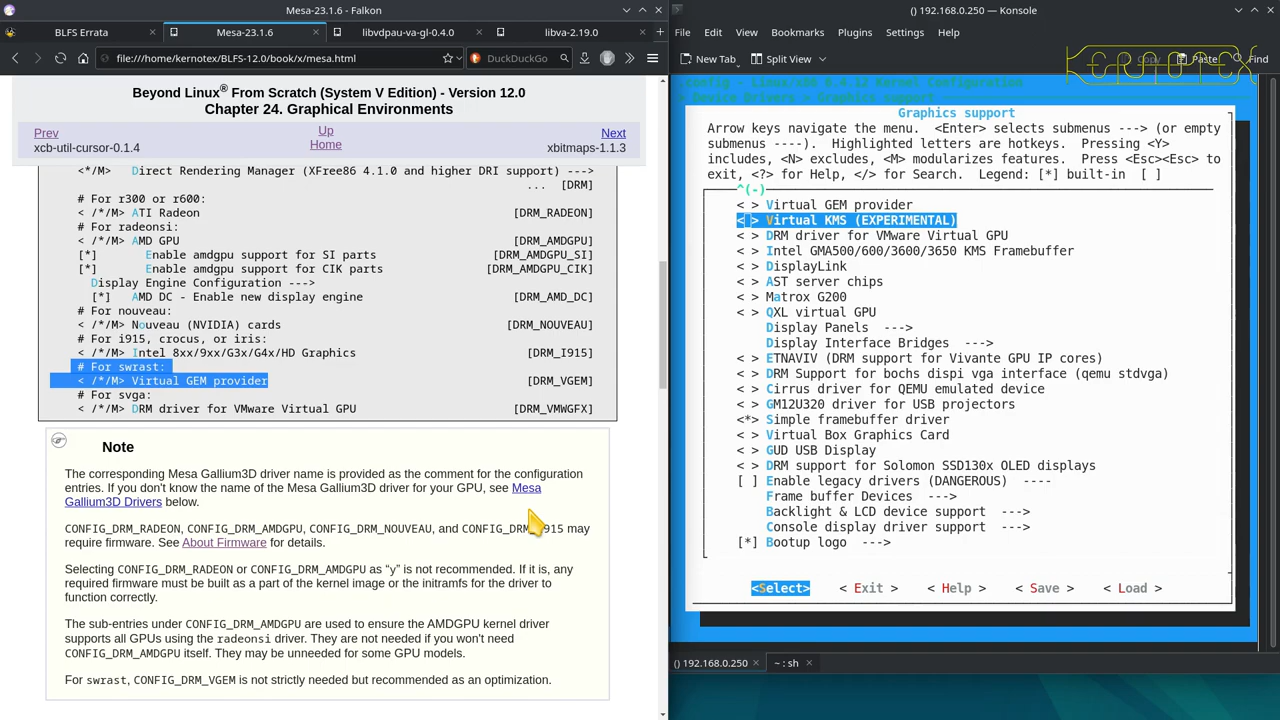 Mesa-23.1.6 — Falkon
BLFS Errata
Mesa-23.1.6
libvdpau-va-gl-0.4.0
libva-2.19.0
file:///home/kernotex/BLFS-12.0/book/x/mesa.html
DuckDuckGo
Beyond Linux® From Scratch (System V Edition) - Version 12.0
Chapter 24. Graphical Environments
Prev Up Next
xcb-util-cursor-0.1.4 Home xbitmaps-1.1.3
<*/M> Direct Rendering Manager (XFree86 4.1.0 and higher DRI support) --->
... [DRM]
# For r300 or r600:
< /*/M> ATI Radeon [DRM_RADEON]
# For radeonsi:
< /*/M> AMD GPU [DRM_AMDGPU]
[*] Enable amdgpu support for SI parts [DRM_AMDGPU_SI]
[*] Enable amdgpu support for CIK parts [DRM_AMDGPU_CIK]
Display Engine Configuration --->
[*] AMD DC - Enable new display engine [DRM_AMD_DC]
# For nouveau:
< /*/M> Nouveau (NVIDIA) cards [DRM_NOUVEAU]
# For i915, crocus, or iris:
< /*/M> Intel 8xx/9xx/G3x/G4x/HD Graphics [DRM_I915]
# For swrast:
< /*/M> Virtual GEM provider [DRM_VGEM]
# For svga:
< /*/M> DRM driver for VMware Virtual GPU [DRM_VMWGFX]
Note
The corresponding Mesa Gallium3D driver name is provided as the comment for the configuration
entries. If you don't know the name of the Mesa Gallium3D driver for your GPU, see Mesa
Gallium3D Drivers below.
CONFIG_DRM_RADEON, CONFIG_DRM_AMDGPU, CONFIG_DRM_NOUVEAU, and CONFIG_DRM_I915 may
require firmware. See About Firmware for details.
Selecting CONFIG_DRM_RADEON or CONFIG_DRM_AMDGPU as “y” is not recommended. If it is, any
required firmware must be built as a part of the kernel image or the initramfs for the driver to
function correctly.
The sub-entries under CONFIG_DRM_AMDGPU are used to ensure the AMDGPU kernel driver
supports all GPUs using the radeonsi driver. They are not needed if you won't need
CONFIG_DRM_AMDGPU itself. They may be unneeded for some GPU models.
For swrast, CONFIG_DRM_VGEM is not strictly needed but recommended as an optimization.
() 192.168.0.250 — Konsole
File Edit View Bookmarks Plugins Settings Help
New Tab Split View Copy Paste Find
KERNOTEX
.config - Linux/x86 6.4.12 Kernel Configuration
> Device Drivers > Graphics support
Graphics support
Arrow keys navigate the menu. <Enter> selects submenus ---> (or empty
submenus ----). Highlighted letters are hotkeys. Pressing <Y>
includes, <N> excludes, <M> modularizes features. Press <Esc><Esc> to
exit, <?> for Help, </> for Search. Legend: [*] built-in [ ]
^(-)
< > Virtual GEM provider
< > Virtual KMS (EXPERIMENTAL)
< > DRM driver for VMware Virtual GPU
< > Intel GMA500/600/3600/3650 KMS Framebuffer
< > DisplayLink
< > AST server chips
< > Matrox G200
< > QXL virtual GPU
Display Panels --->
Display Interface Bridges --->
< > ETNAVIV (DRM support for Vivante GPU IP cores)
< > DRM Support for bochs dispi vga interface (qemu stdvga)
< > Cirrus driver for QEMU emulated device
< > GM12U320 driver for USB projectors
<*> Simple framebuffer driver
< > Virtual Box Graphics Card
< > GUD USB Display
< > DRM support for Solomon SSD130x OLED displays
[ ] Enable legacy drivers (DANGEROUS) ----
Frame buffer Devices --->
Backlight & LCD device support --->
Console display driver support --->
[*] Bootup logo --->
<Select> < Exit > < Help > < Save > < Load >
() 192.168.0.250
~ : sh